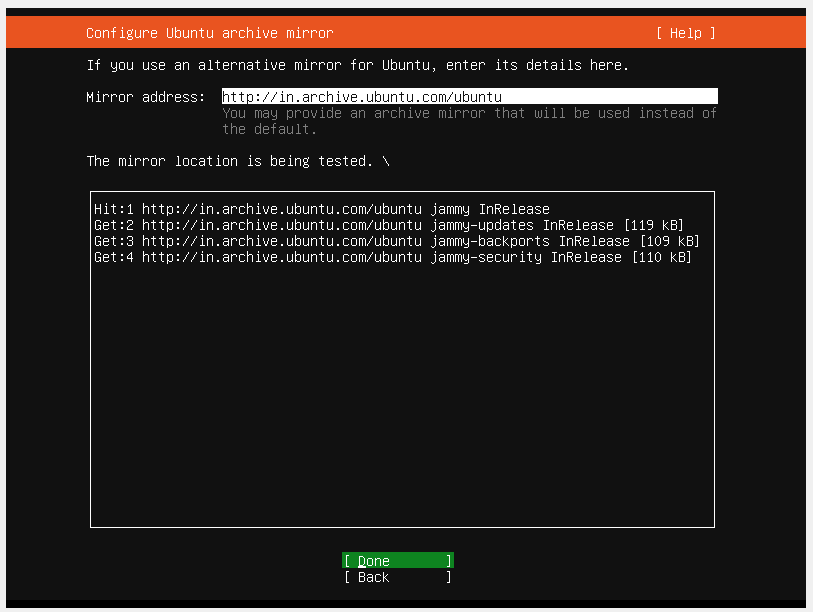 Configure Ubuntu archive mirror [ Help ]
If you use an alternative mirror for Ubuntu, enter its details here.
Mirror address: http://in.archive.ubuntu.com/ubuntu
You may provide an archive mirror that will be used instead of
the default.
The mirror location is being tested. \
Hit:1 http://in.archive.ubuntu.com/ubuntu jammy InRelease
Get:2 http://in.archive.ubuntu.com/ubuntu jammy-updates InRelease [119 kB]
Get:3 http://in.archive.ubuntu.com/ubuntu jammy-backports InRelease [109 kB]
Get:4 http://in.archive.ubuntu.com/ubuntu jammy-security InRelease [110 kB]
[ Done ]
[ Back ]